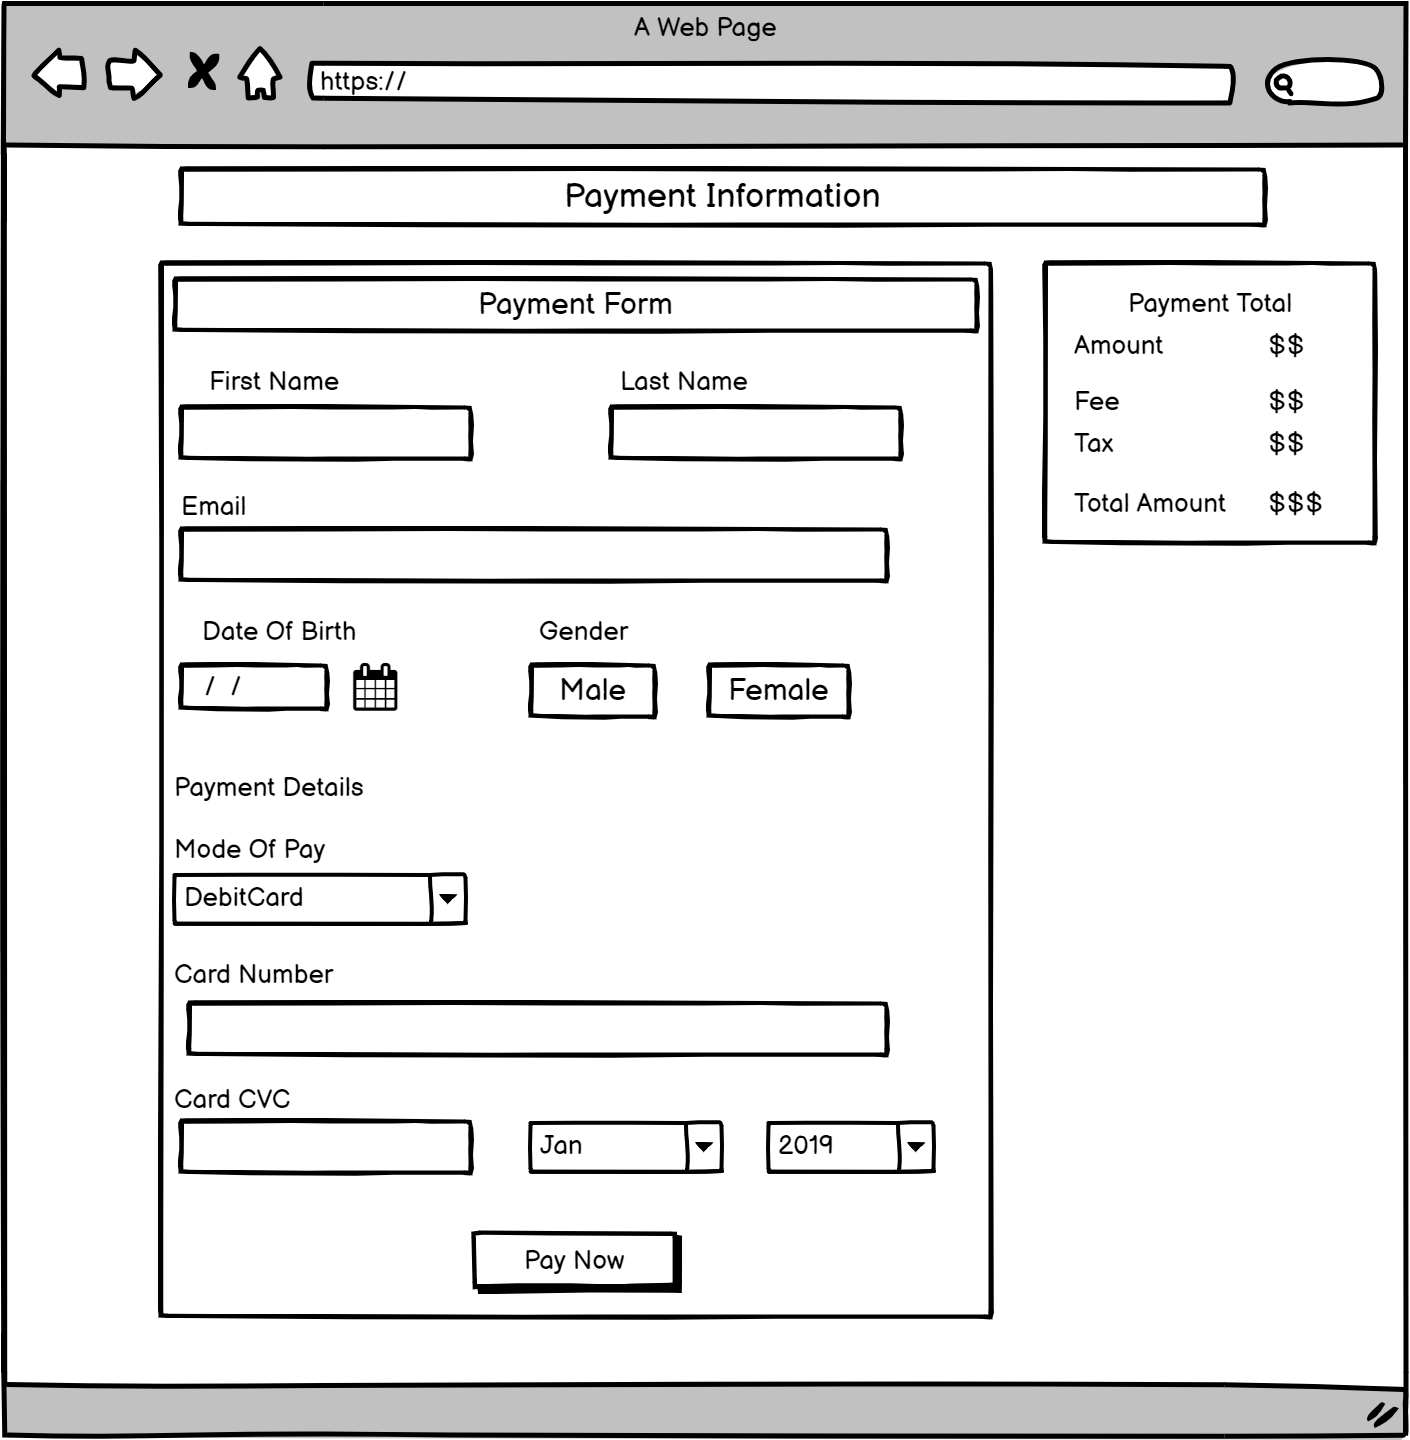 A Web Page
https://
Payment Information
Payment Form
First Name Last Name
Email
Date Of Birth Gender
/ / Male Female
Payment Details
Mode Of Pay
DebitCard
Card Number
Card CVC
Jan 2019
Pay Now
Payment Total
Amount $$
Fee $$
Tax $$
Total Amount $$$